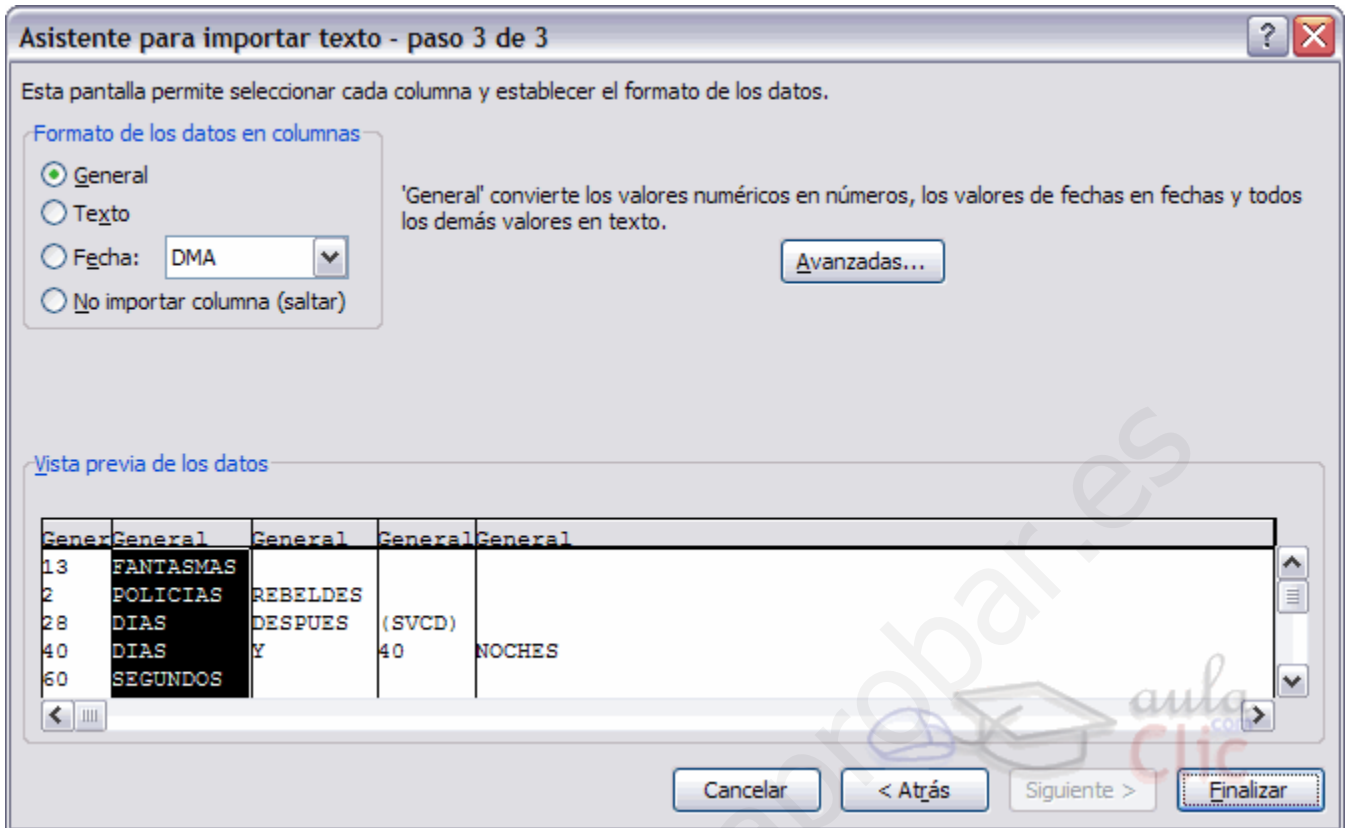 Asistente para importar texto - paso 3 de 3
Esta pantalla permite seleccionar cada columna y establecer el formato de los datos.
Formato de los datos en columnas
General
Texto
Fecha: DMA
No importar columna (saltar)
'General' convierte los valores numéricos en números, los valores de fechas en fechas y todos
los demás valores en texto.
Avanzadas...
Vista previa de los datos
Gener General General General General
13 FANTASMAS
2 POLICIAS REBELDES
28 DIAS DESPUES (SVCD)
40 DIAS Y 40 NOCHES
60 SEGUNDOS
aula
.com
Clic
Cancelar < Atrás Siguiente > Finalizar
probar.es